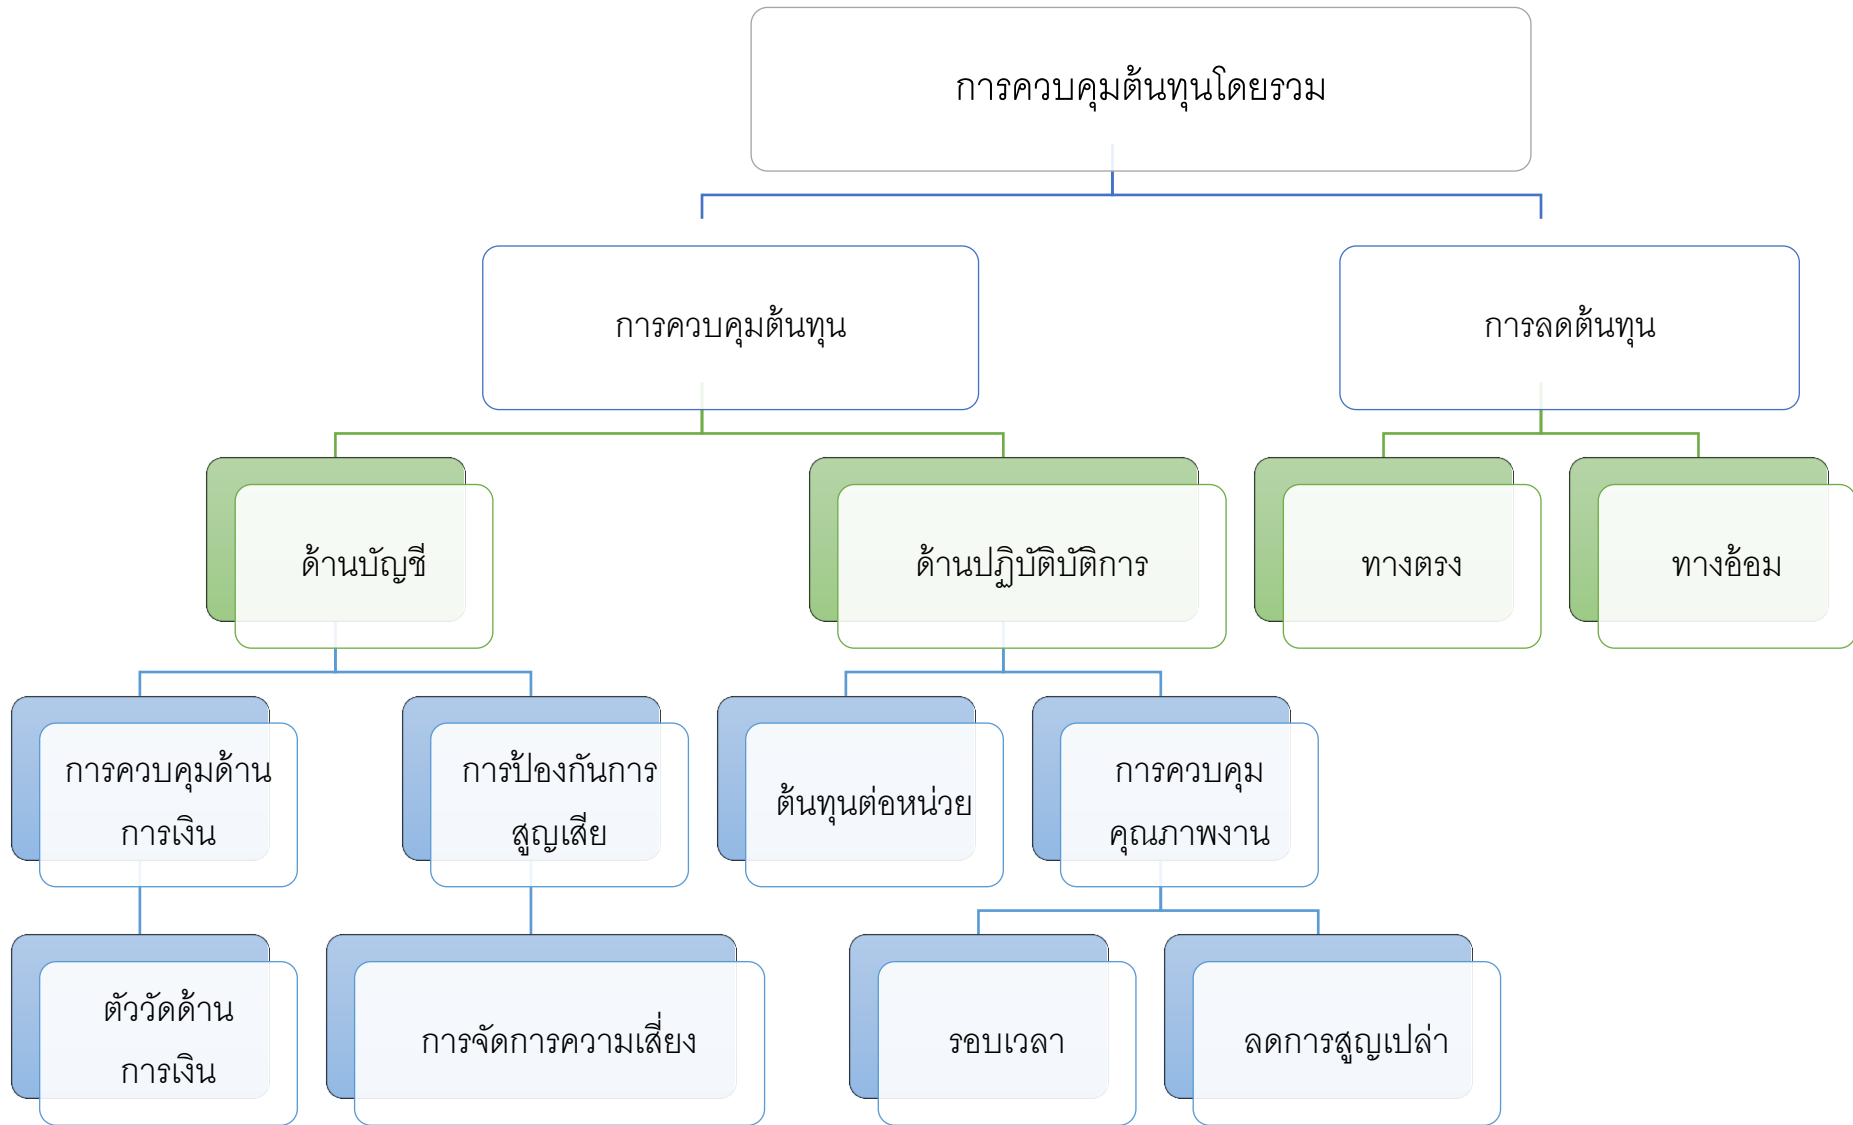 การควบคุมต้นทุนโดยรวม
การควบคุมต้นทุน
การลดต้นทุน
ด้านบัญชี
ด้านปฏิบัติบัติการ
ทางตรง
ทางอ้อม
การควบคุมด้าน
การเงิน
การป้องกันการ
สูญเสีย
ต้นทุนต่อหน่วย
การควบคุม
คุณภาพงาน
ตัววัดด้าน
การเงิน
การจัดการความเสี่ยง
รอบเวลา
ลดการสูญเปล่า